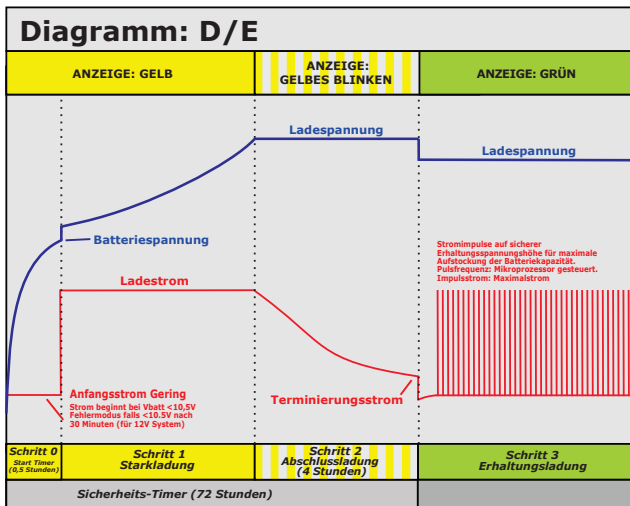 Diagramm: D/E
ANZEIGE: GELB
ANZEIGE:
GELBES BLINKEN
ANZEIGE: GRÜN
Ladespannung
Ladespannung
Batteriespannung
Stromimpulse auf sicherer
Erhaltungsspannungshöhe für maximale
Aufstockung der Batteriekapazität.
Pulsfrequenz: Mikroprozessor gesteuert.
Impulsstrom: Maximalstrom
Ladestrom
Anfangsstrom Gering
Strom beginnt bei Vbatt <10,5V
Fehlermodus falls <10.5V nach
30 Minuten (für 12V System)
Terminierungsstrom
Schritt 0
Start Timer
(0,5 Stunden)
Schritt 1
Starkladung
Schritt 2
Abschlussladung
(4 Stunden)
Schritt 3
Erhaltungsladung
Sicherheits-Timer (72 Stunden)